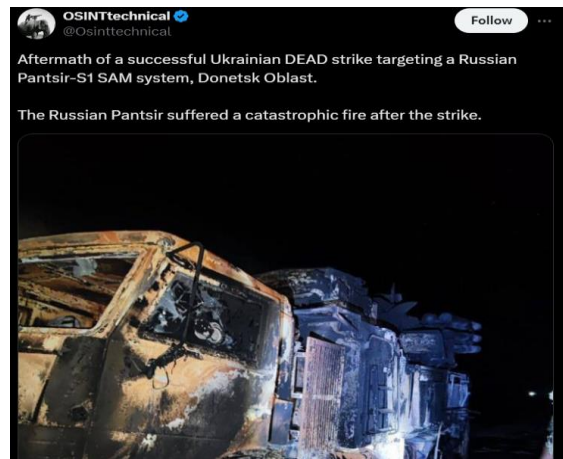 OSINTtechnical
@Osinttechnical
Follow
Aftermath of a successful Ukrainian DEAD strike targeting a Russian
Pantsir-S1 SAM system, Donetsk Oblast.
The Russian Pantsir suffered a catastrophic fire after the strike.